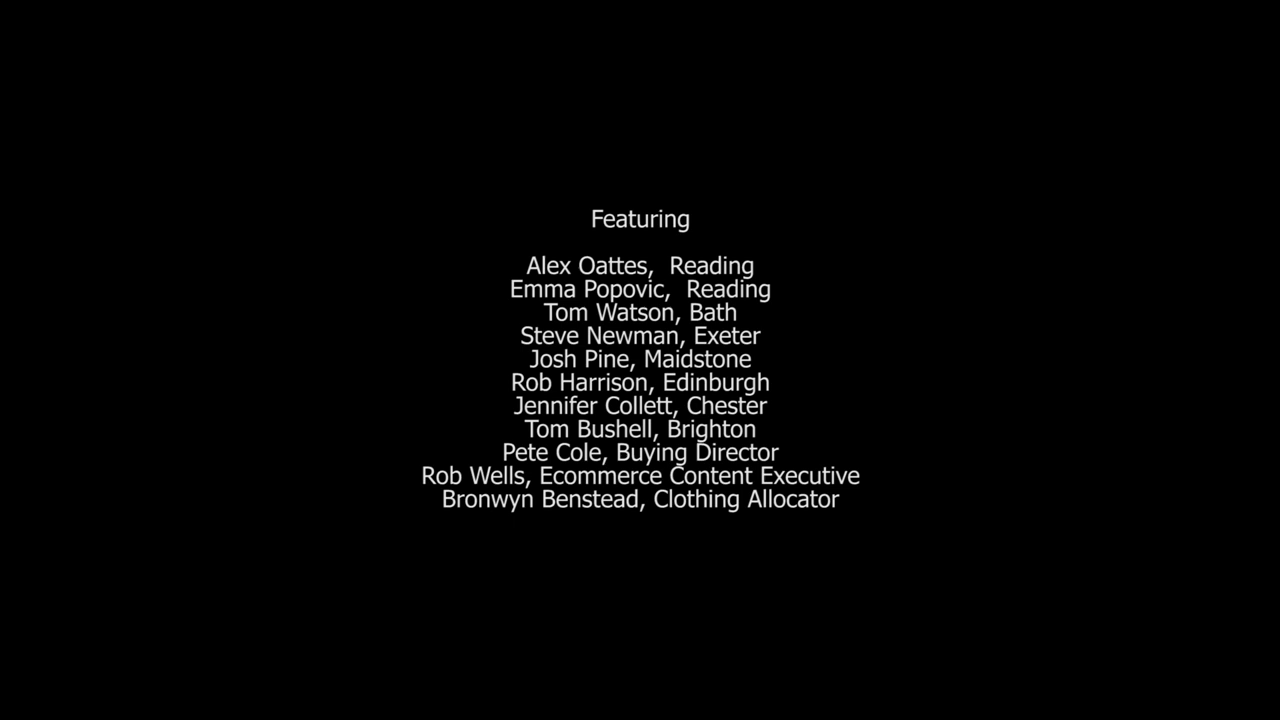 Featuring
Alex Oattes,  Reading
Emma Popovic,  Reading
Tom Watson, Bath
Steve Newman, Exeter
Josh Pine, Maidstone
Rob Harrison, Edinburgh
Jennifer Collett, Chester
Tom Bushell, Brighton
Pete Cole, Buying Director
Rob Wells, Ecommerce Content Executive
Bronwyn Benstead, Clothing Allocator